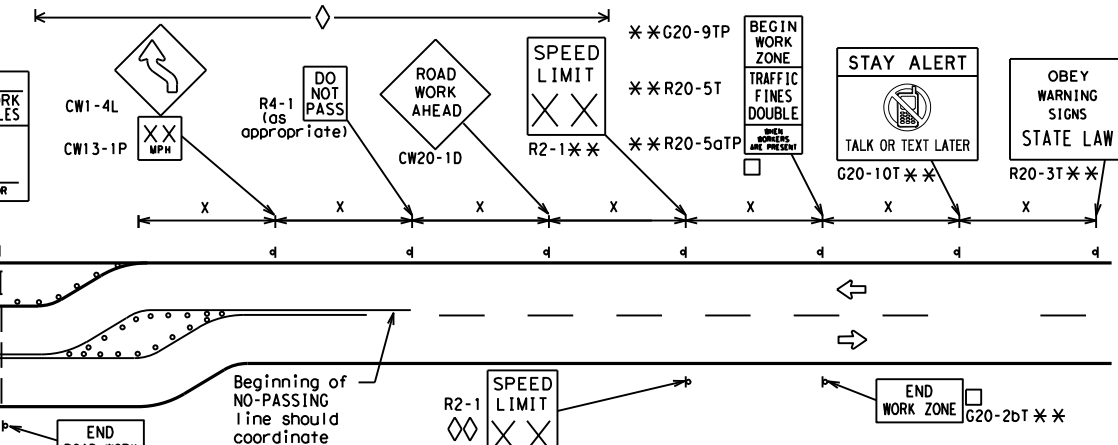 CW1-4L
XX
MPH
CW13-1P
R4-1
(as
appropriate)
DO
NOT
PASS
ROAD
WORK
AHEAD
CW20-1D
SPEED
LIMIT
X X
R2-1**
**G20-9TP
**R20-5T
**R20-5aTP
BEGIN
WORK
ZONE
TRAFFIC
FINES
DOUBLE
WHEN
WORKERS
ARE PRESENT
STAY ALERT
TALK OR TEXT LATER
G20-10T**
OBEY
WARNING
SIGNS
STATE LAW
R20-3T**
OR
X X X X X X X
Beginning of
NO-PASSING
line should
coordinate
R2-1
SPEED
LIMIT
X X
END
WORK ZONE
G20-2bT**
END